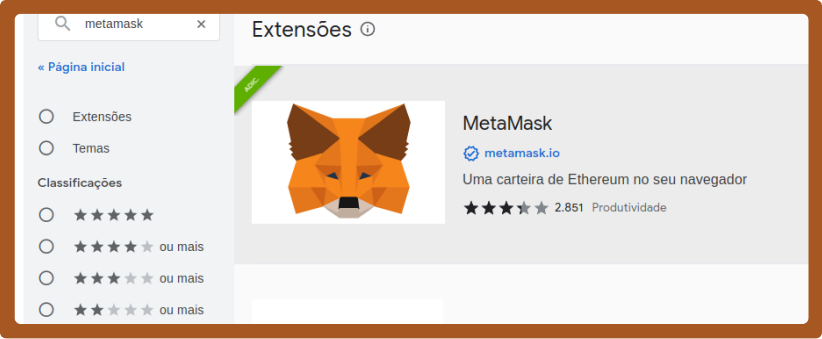 metamask
« Página inicial
Extensões
Temas
Classificações
ou mais
ou mais
ou mais
Extensões
ADIC.
MetaMask
metamask.io
Uma carteira de Ethereum no seu navegador
2.851 Produtividade